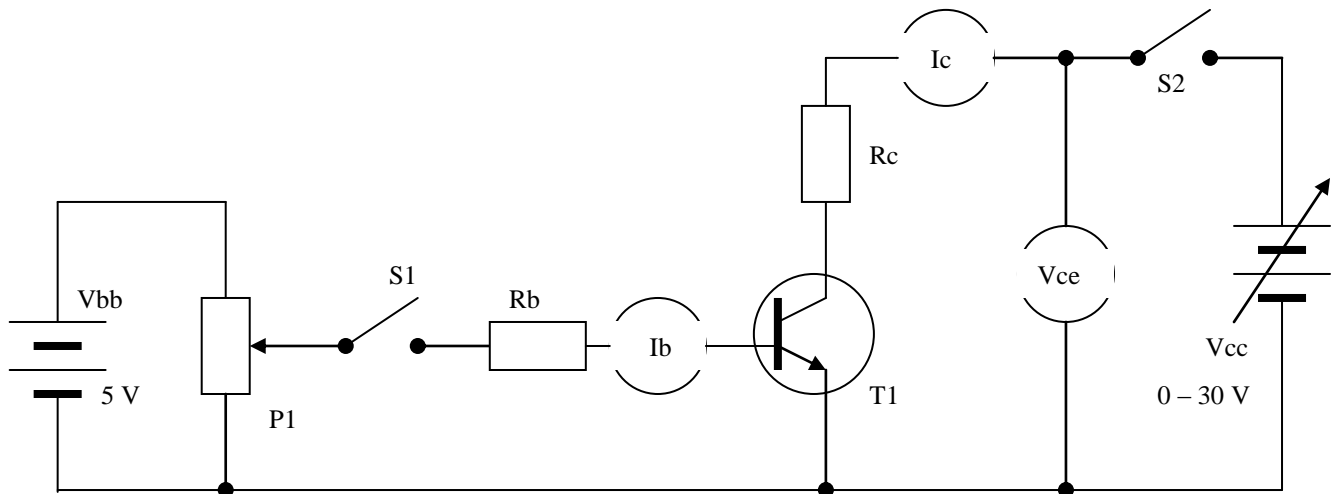 Ic
S2
Rc
Vbb
S1
Rb
Vce
Ib
Vcc
5 V
T1
0 – 30 V
P1